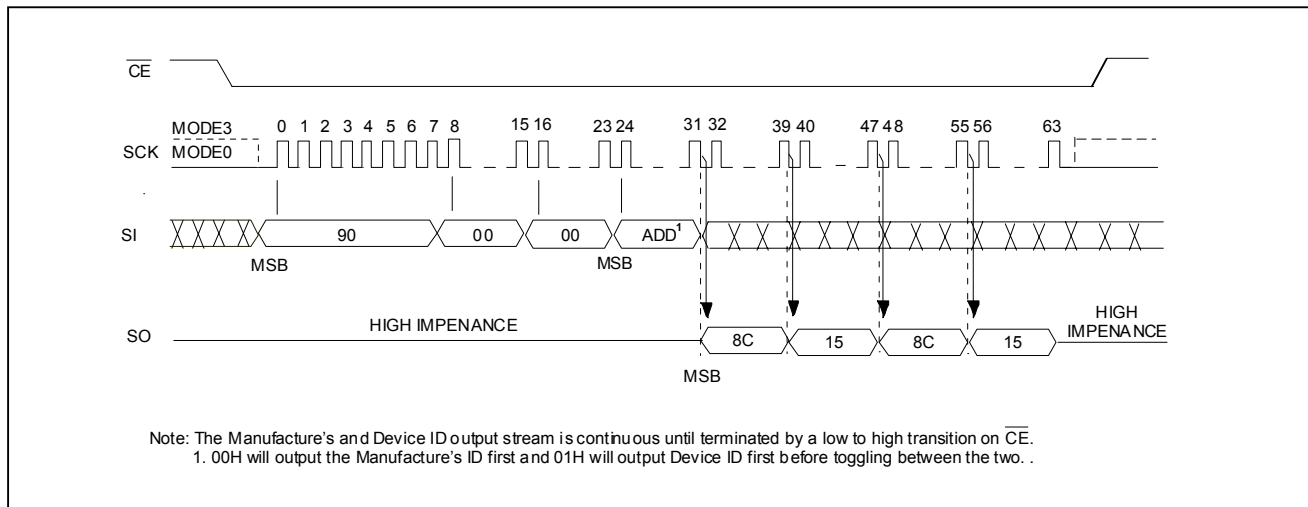 CE
MODE3
0 1 2 3 4 5 6 7 8 15 16 23 24 31 32 39 40 47 48 55 56 63
SCK MODE0
SI 90 00 00 ADD1
MSB MSB
HIGH IMPENANCE
HIGH IMPENANCE
SO 8C 15 8C 15
MSB
Note: The Manufacture's and Device ID output stream is continuous until terminated by a low to high transition on CE.
1. 00H will output the Manufacture's ID first and 01H will output Device ID first before toggling between the two. .